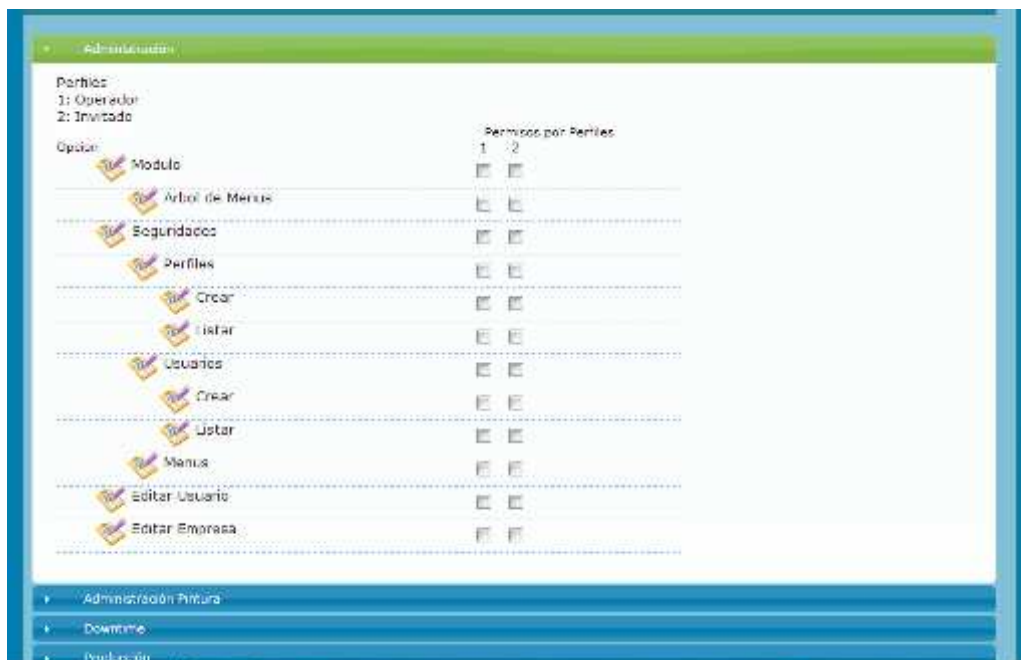 Administración
Perfiles
1: Operador
2: Invitado
Permisos por Perfiles
Opcion 1 2
Modulo
Arbol de Menus
Seguridades
Perfiles
Crear
Listar
Usuarios
Crear
Listar
Menus
Editar Usuario
Editar Empresa
Administración Pintura
Downtime
Producción